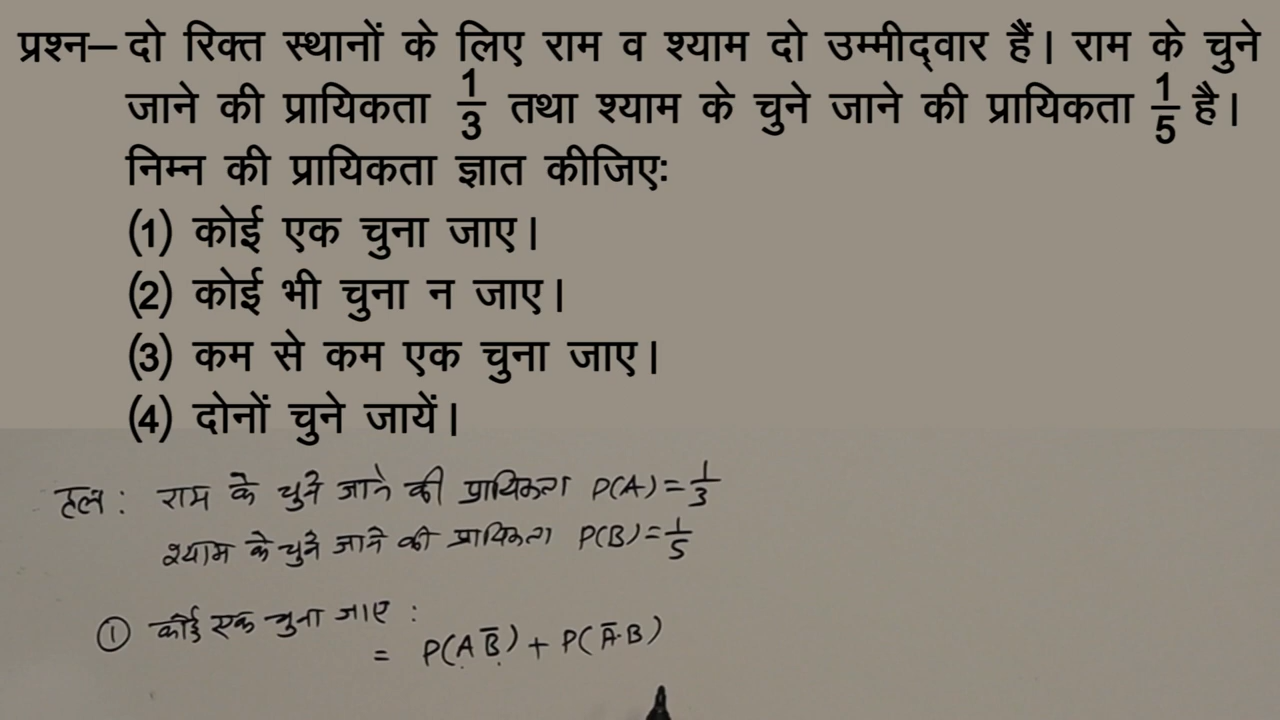 प्रश्न– दो रिक्त स्थानों के लिए राम व श्याम दो उम्मीद्वार हैं। राम के चुने
जाने की प्रायिकता 1/3 तथा श्याम के चुने जाने की प्रायिकता 1/5 है।
निम्न की प्रायिकता ज्ञात कीजिएः
(1) कोई एक चुना जाए।
(2) कोई भी चुना न जाए।
(3) कम से कम एक चुना जाए।
(4) दोनों चुने जायें।
हल : राम के चुने जाने की प्रायिकता P(A) = 1/3
श्याम के चुने जाने की प्रायिकता P(B) = 1/5
① कोई एक चुना जाए :
= P(A B̅) + P(A̅·B)